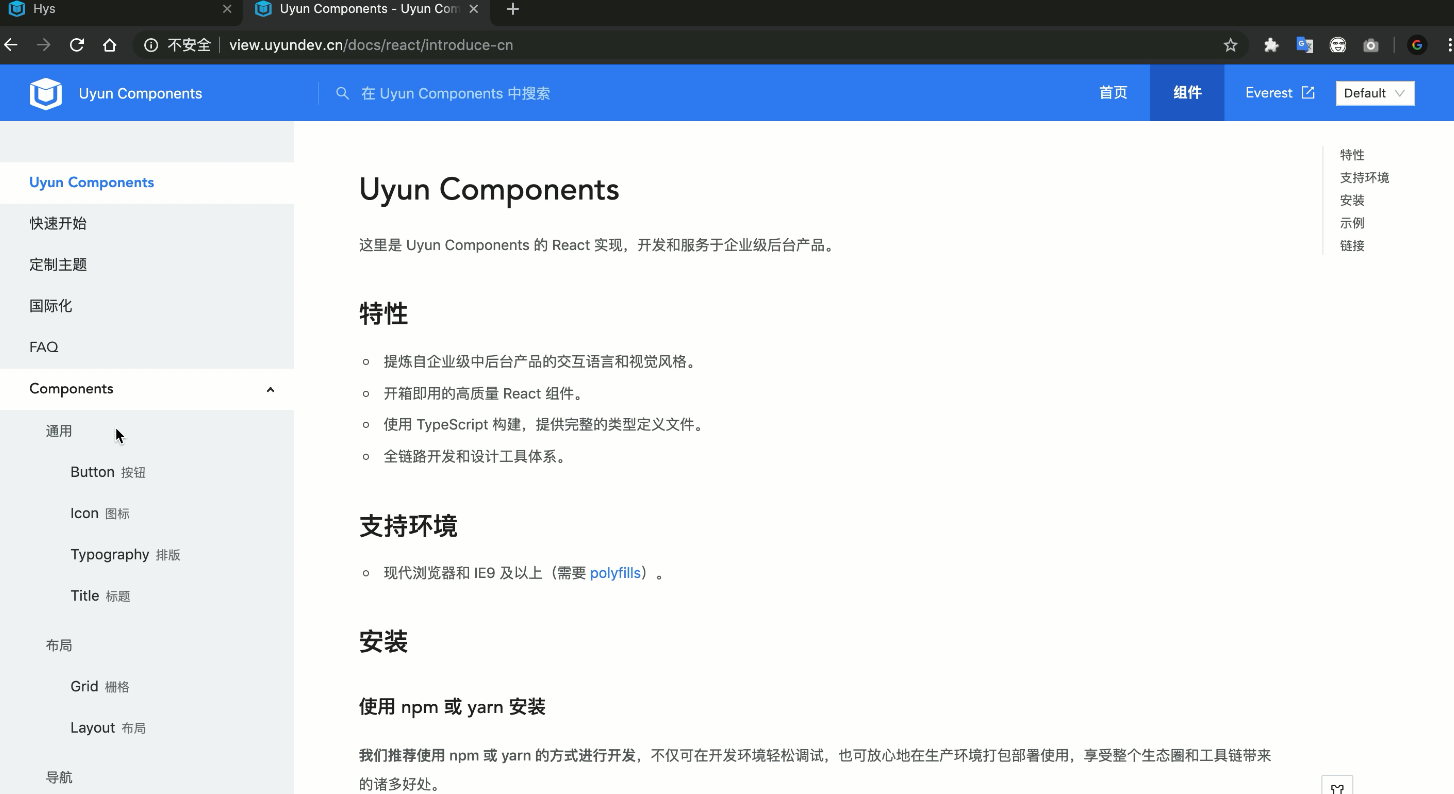 Hys
Uyun Components - Uyun Com
不安全
view.uyundev.cn/docs/react/introduce-cn
Uyun Components
在 Uyun Components 中搜索
首页
组件
Everest
Default
Uyun Components
快速开始
定制主题
国际化
FAQ
Components
通用
Button 按钮
Icon 图标
Typography 排版
Title 标题
布局
Grid 栅格
Layout 布局
导航
Uyun Components
这里是 Uyun Components 的 React 实现，开发和服务于企业级后台产品。
特性
提炼自企业级中后台产品的交互语言和视觉风格。
开箱即用的高质量 React 组件。
使用 TypeScript 构建，提供完整的类型定义文件。
全链路开发和设计工具体系。
支持环境
现代浏览器和 IE9 及以上（需要 polyfills）。
安装
使用 npm 或 yarn 安装
我们推荐使用 npm 或 yarn 的方式进行开发，不仅可在开发环境轻松调试，也可放心地在生产环境打包部署使用，享受整个生态圈和工具链带来
的诸多好处。
特性
支持环境
安装
示例
链接